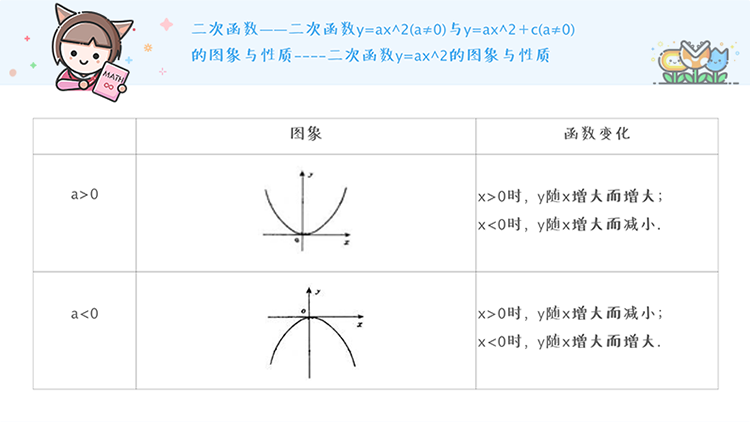 二次函数——二次函数y=ax^2(a≠0)与y=ax^2+c(a≠0)
的图象与性质----二次函数y=ax^2的图象与性质
MATH
∞
图象
函数变化
a>0
y
o
x
x>0时，y随x增大而增大；
x<0时，y随x增大而减小.
a<0
y
o
x
x>0时，y随x增大而减小；
x<0时，y随x增大而增大.